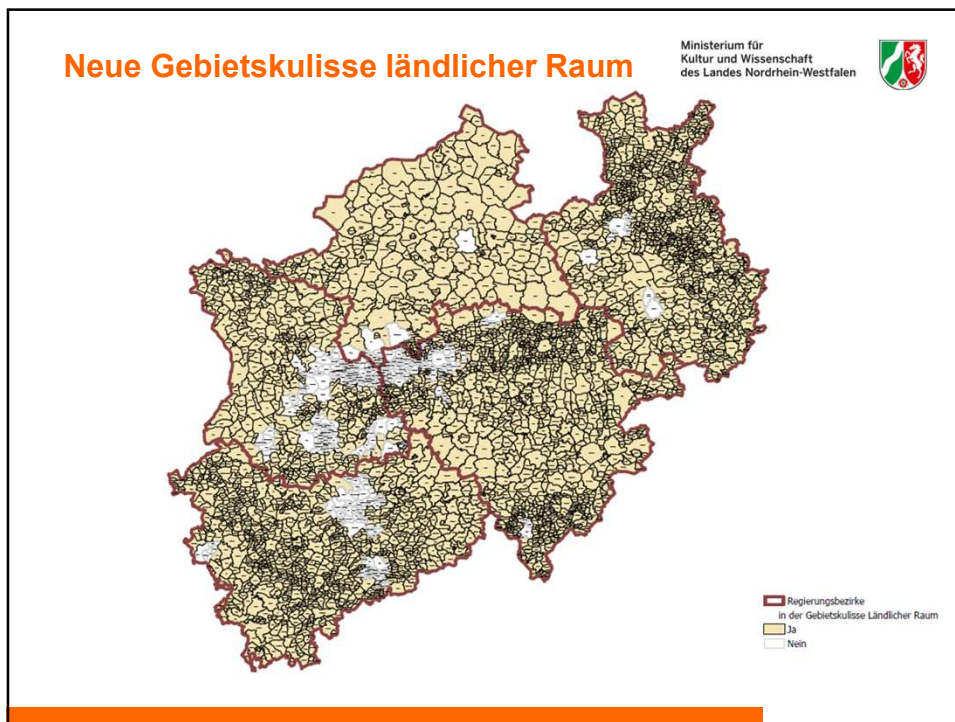 Neue Gebietskulisse ländlicher Raum
Ministerium für
Kultur und Wissenschaft
des Landes Nordrhein-Westfalen
Regierungsbezirke
in der Gebietskulisse Ländlicher Raum
Ja
Nein